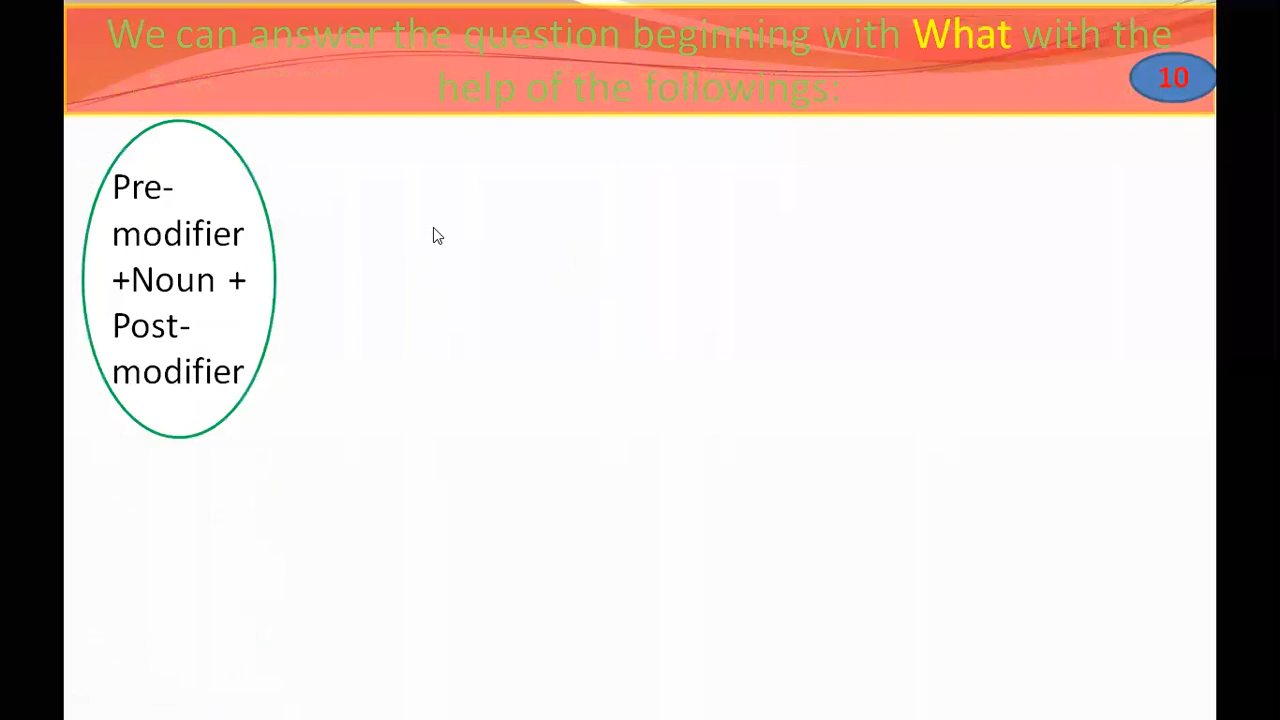 We can answer the question beginning with What with the
help of the followings:
10
Pre-
modifier
+Noun +
Post-
modifier